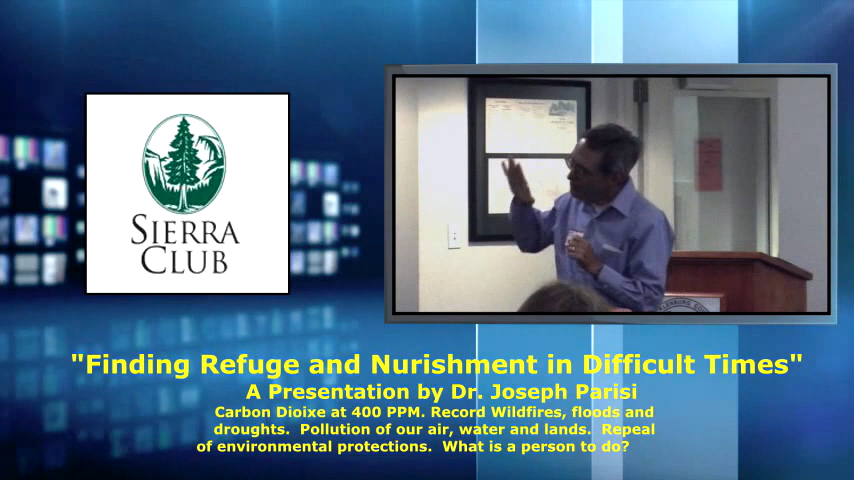 SIERRA
CLUB
"Finding Refuge and Nurishment in Difficult Times"
A Presentation by Dr. Joseph Parisi
Carbon Dioixe at 400 PPM. Record Wildfires, floods and
droughts.  Pollution of our air, water and lands.  Repeal
of environmental protections.  What is a person to do?